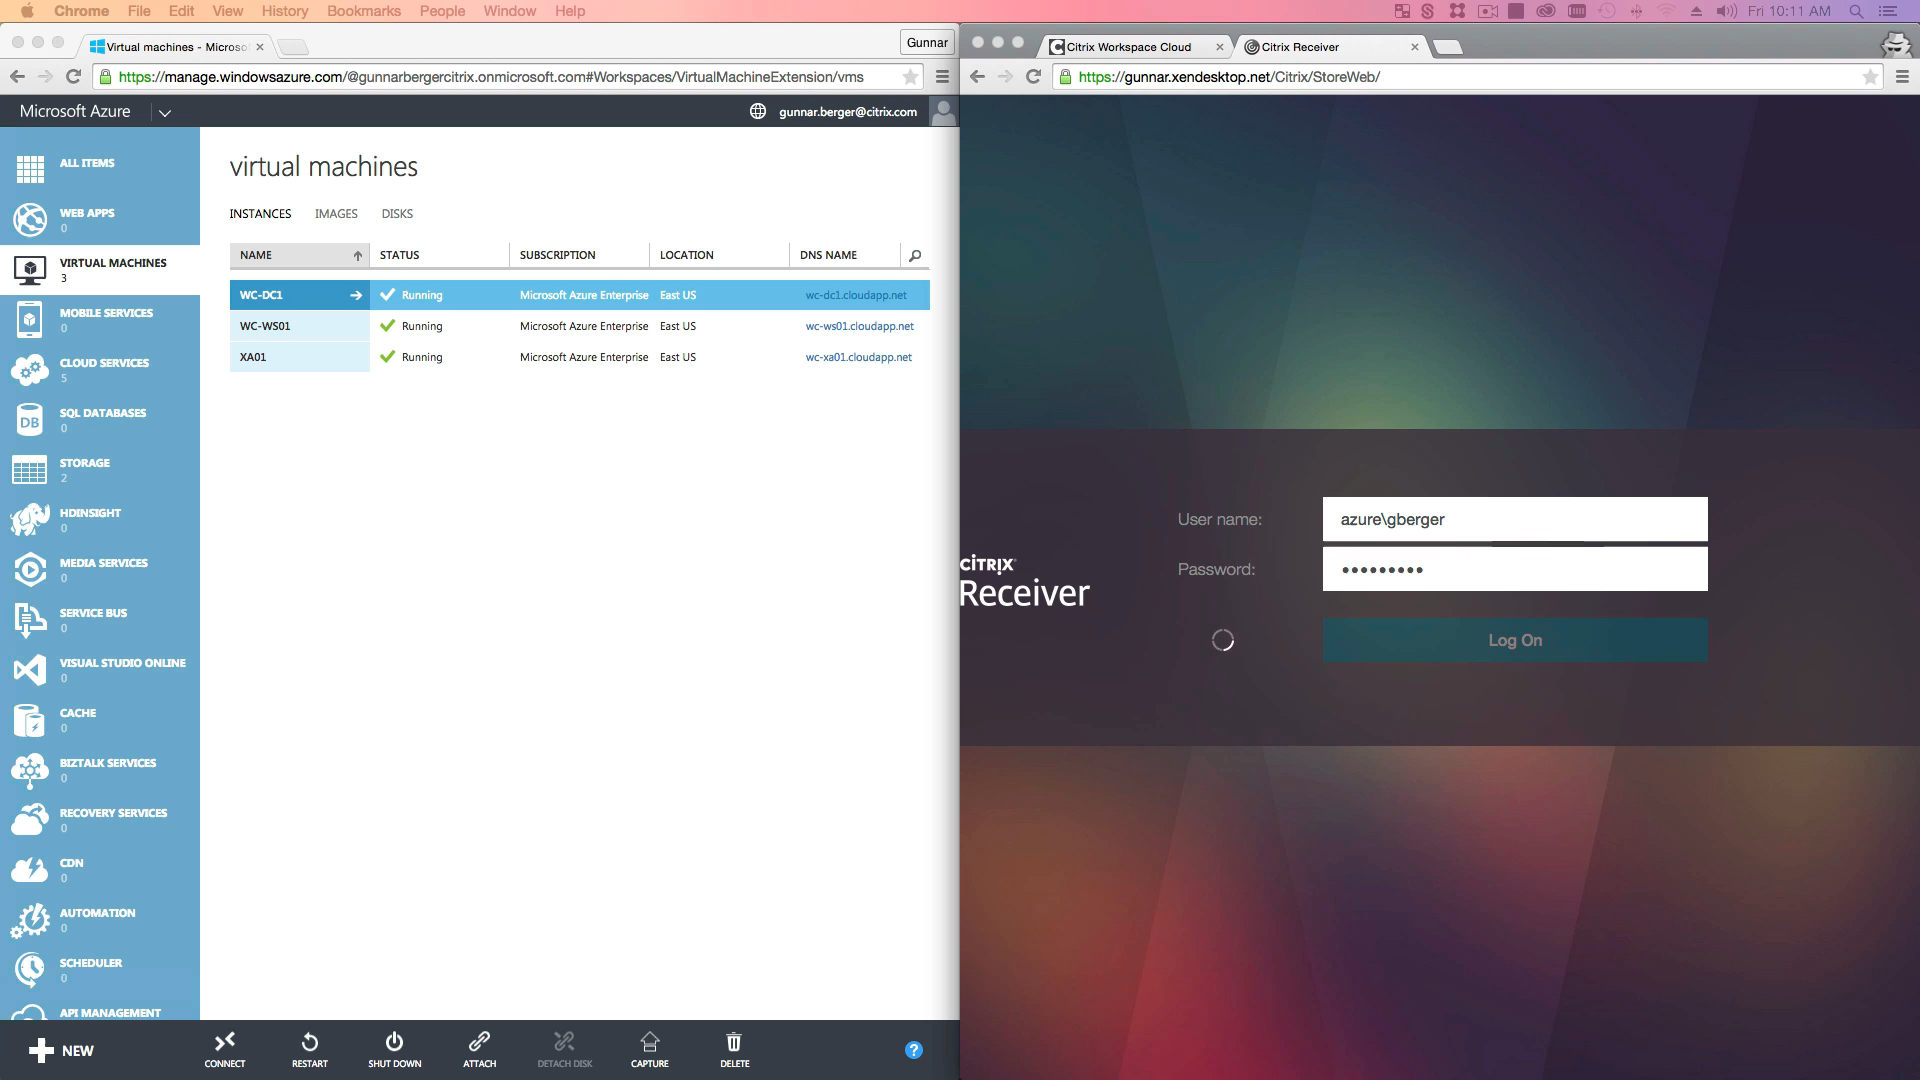 Chrome File Edit View History Bookmarks People Window Help
Fri 10:11 AM
Virtual machines - Microso
Gunnar
https://manage.windowsazure.com/@gunnarbergercitrix.onmicrosoft.com#Workspaces/VirtualMachineExtension/vms
Microsoft Azure
gunnar.berger@citrix.com
ALL ITEMS
WEB APPS
0
VIRTUAL MACHINES
3
MOBILE SERVICES
0
CLOUD SERVICES
5
SQL DATABASES
0
DB
STORAGE
2
HDINSIGHT
0
MEDIA SERVICES
0
SERVICE BUS
0
VISUAL STUDIO ONLINE
0
CACHE
0
BIZTALK SERVICES
0
RECOVERY SERVICES
0
CDN
0
AUTOMATION
0
SCHEDULER
0
API MANAGEMENT
virtual machines
INSTANCES IMAGES DISKS
NAME STATUS SUBSCRIPTION LOCATION DNS NAME
WC-DC1 Running Microsoft Azure Enterprise East US wc-dc1.cloudapp.net
WC-WS01 Running Microsoft Azure Enterprise East US wc-ws01.cloudapp.net
XA01 Running Microsoft Azure Enterprise East US wc-xa01.cloudapp.net
NEW
CONNECT RESTART SHUT DOWN ATTACH DETACH DISK CAPTURE DELETE
?
Citrix Workspace Cloud
Citrix Receiver
https://gunnar.xendesktop.net/Citrix/StoreWeb/
CITRIX
Receiver
User name: azure\gberger
Password: •••••••••
Log On